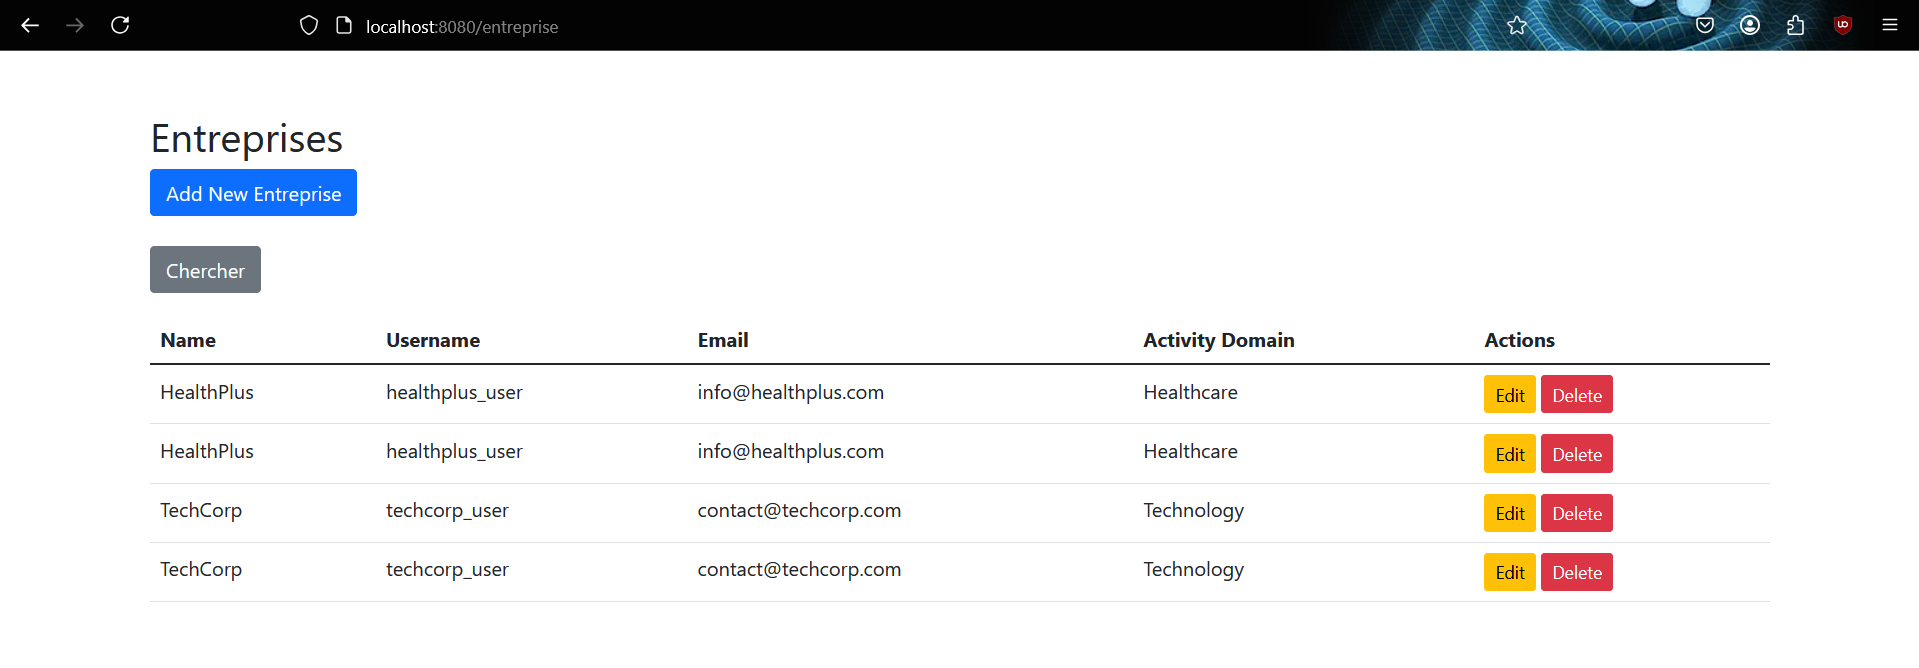 localhost:8080/entreprise
Entreprises
Add New Entreprise
Chercher
Name Username Email Activity Domain Actions
HealthPlus healthplus_user info@healthplus.com Healthcare Edit Delete
HealthPlus healthplus_user info@healthplus.com Healthcare Edit Delete
TechCorp techcorp_user contact@techcorp.com Technology Edit Delete
TechCorp techcorp_user contact@techcorp.com Technology Edit Delete